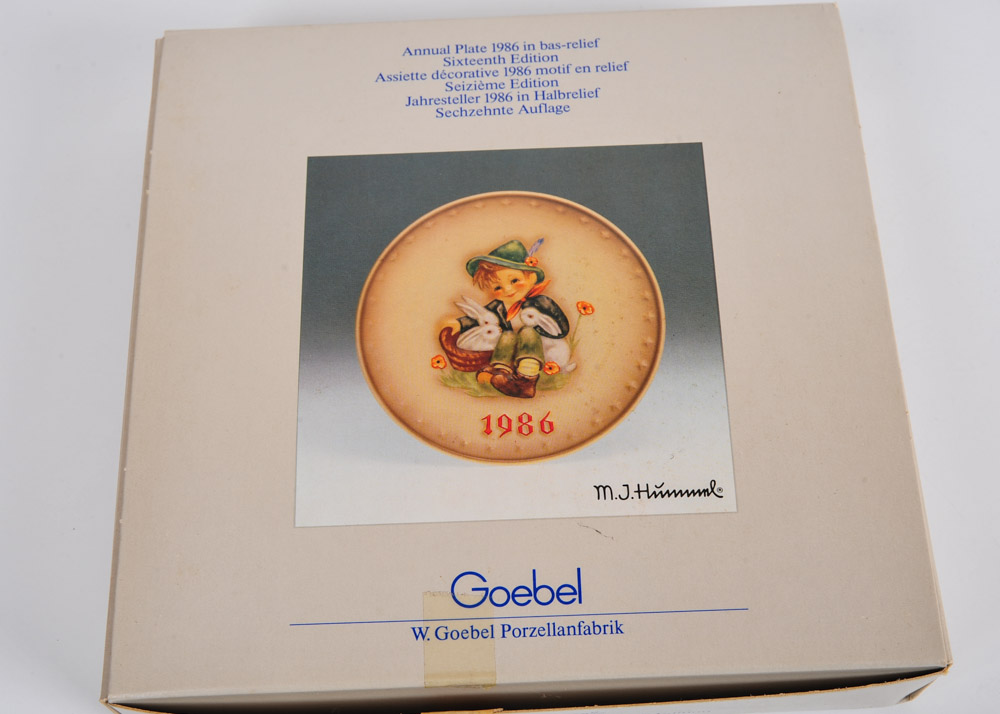 Annual Plate 1986 in bas-relief
Sixteenth Edition
Assiette décorative 1986 motif en relief
Seizième Edition
Jahresteller 1986 in Halbrelief
Sechzehnte Auflage
1986
M.J.Hummel®
Goebel
W. Goebel Porzellanfabrik